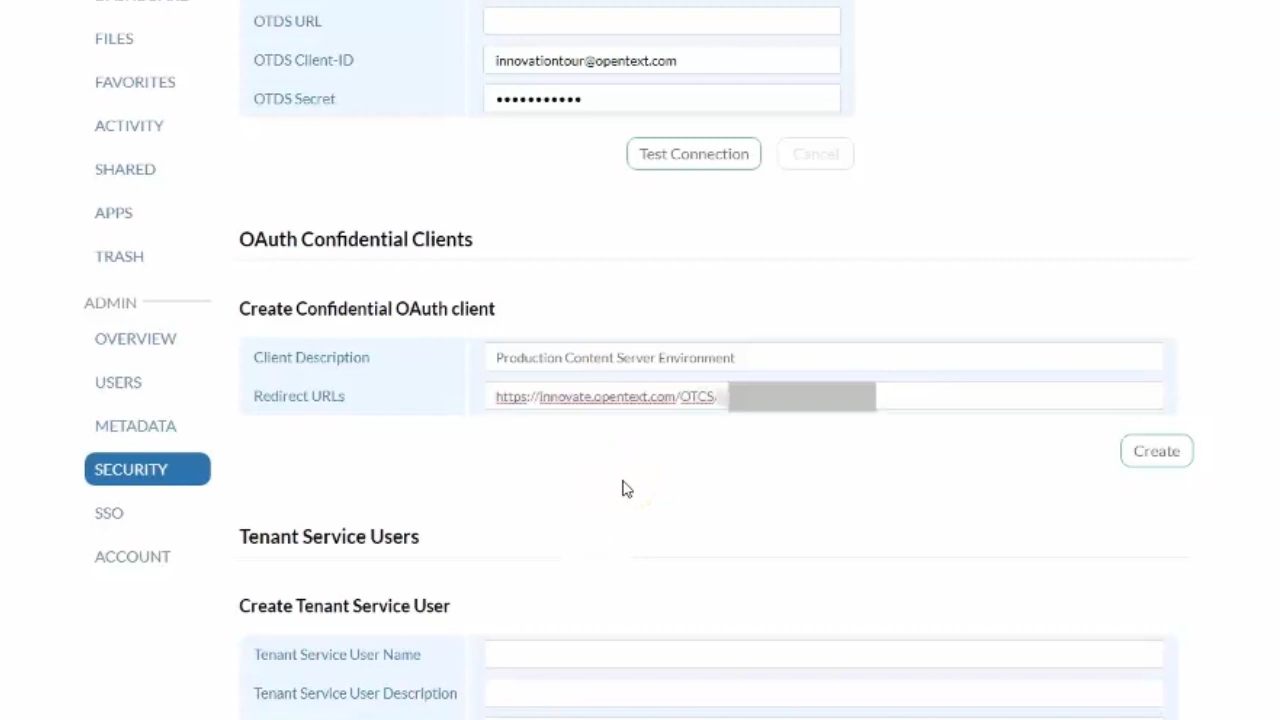 FILES
FAVORITES
ACTIVITY
SHARED
APPS
TRASH
ADMIN
OVERVIEW
USERS
METADATA
SECURITY
SSO
ACCOUNT
OTDS URL
OTDS Client-ID innovationtour@opentext.com
OTDS Secret •••••••••••
Test Connection Cancel
OAuth Confidential Clients
Create Confidential OAuth client
Client Description Production Content Server Environment
Redirect URLs https://innovate.opentext.com/OTCS/
Create
Tenant Service Users
Create Tenant Service User
Tenant Service User Name
Tenant Service User Description